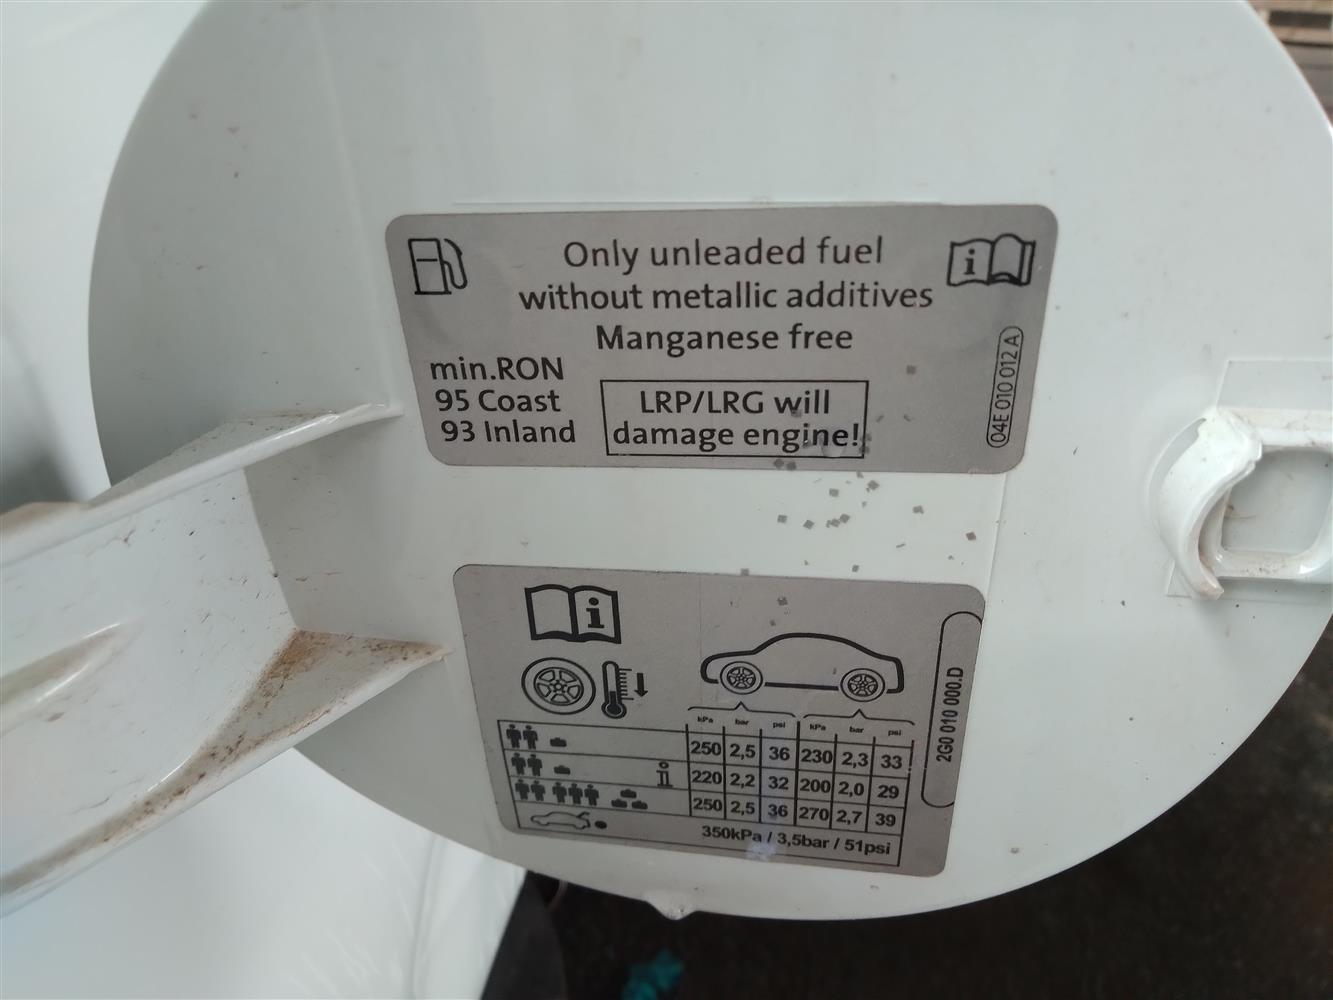 Only unleaded fuel
without metallic additives
Manganese free
min.RON
95 Coast
93 Inland
LRP/LRG will
damage engine!
04E 010 012 A
kPa bar psi kPa bar psi
250 2,5 36 230 2,3 33
220 2,2 32 200 2,0 29
250 2,5 36 270 2,7 39
350kPa / 3,5bar / 51psi
2G0 010 000.D